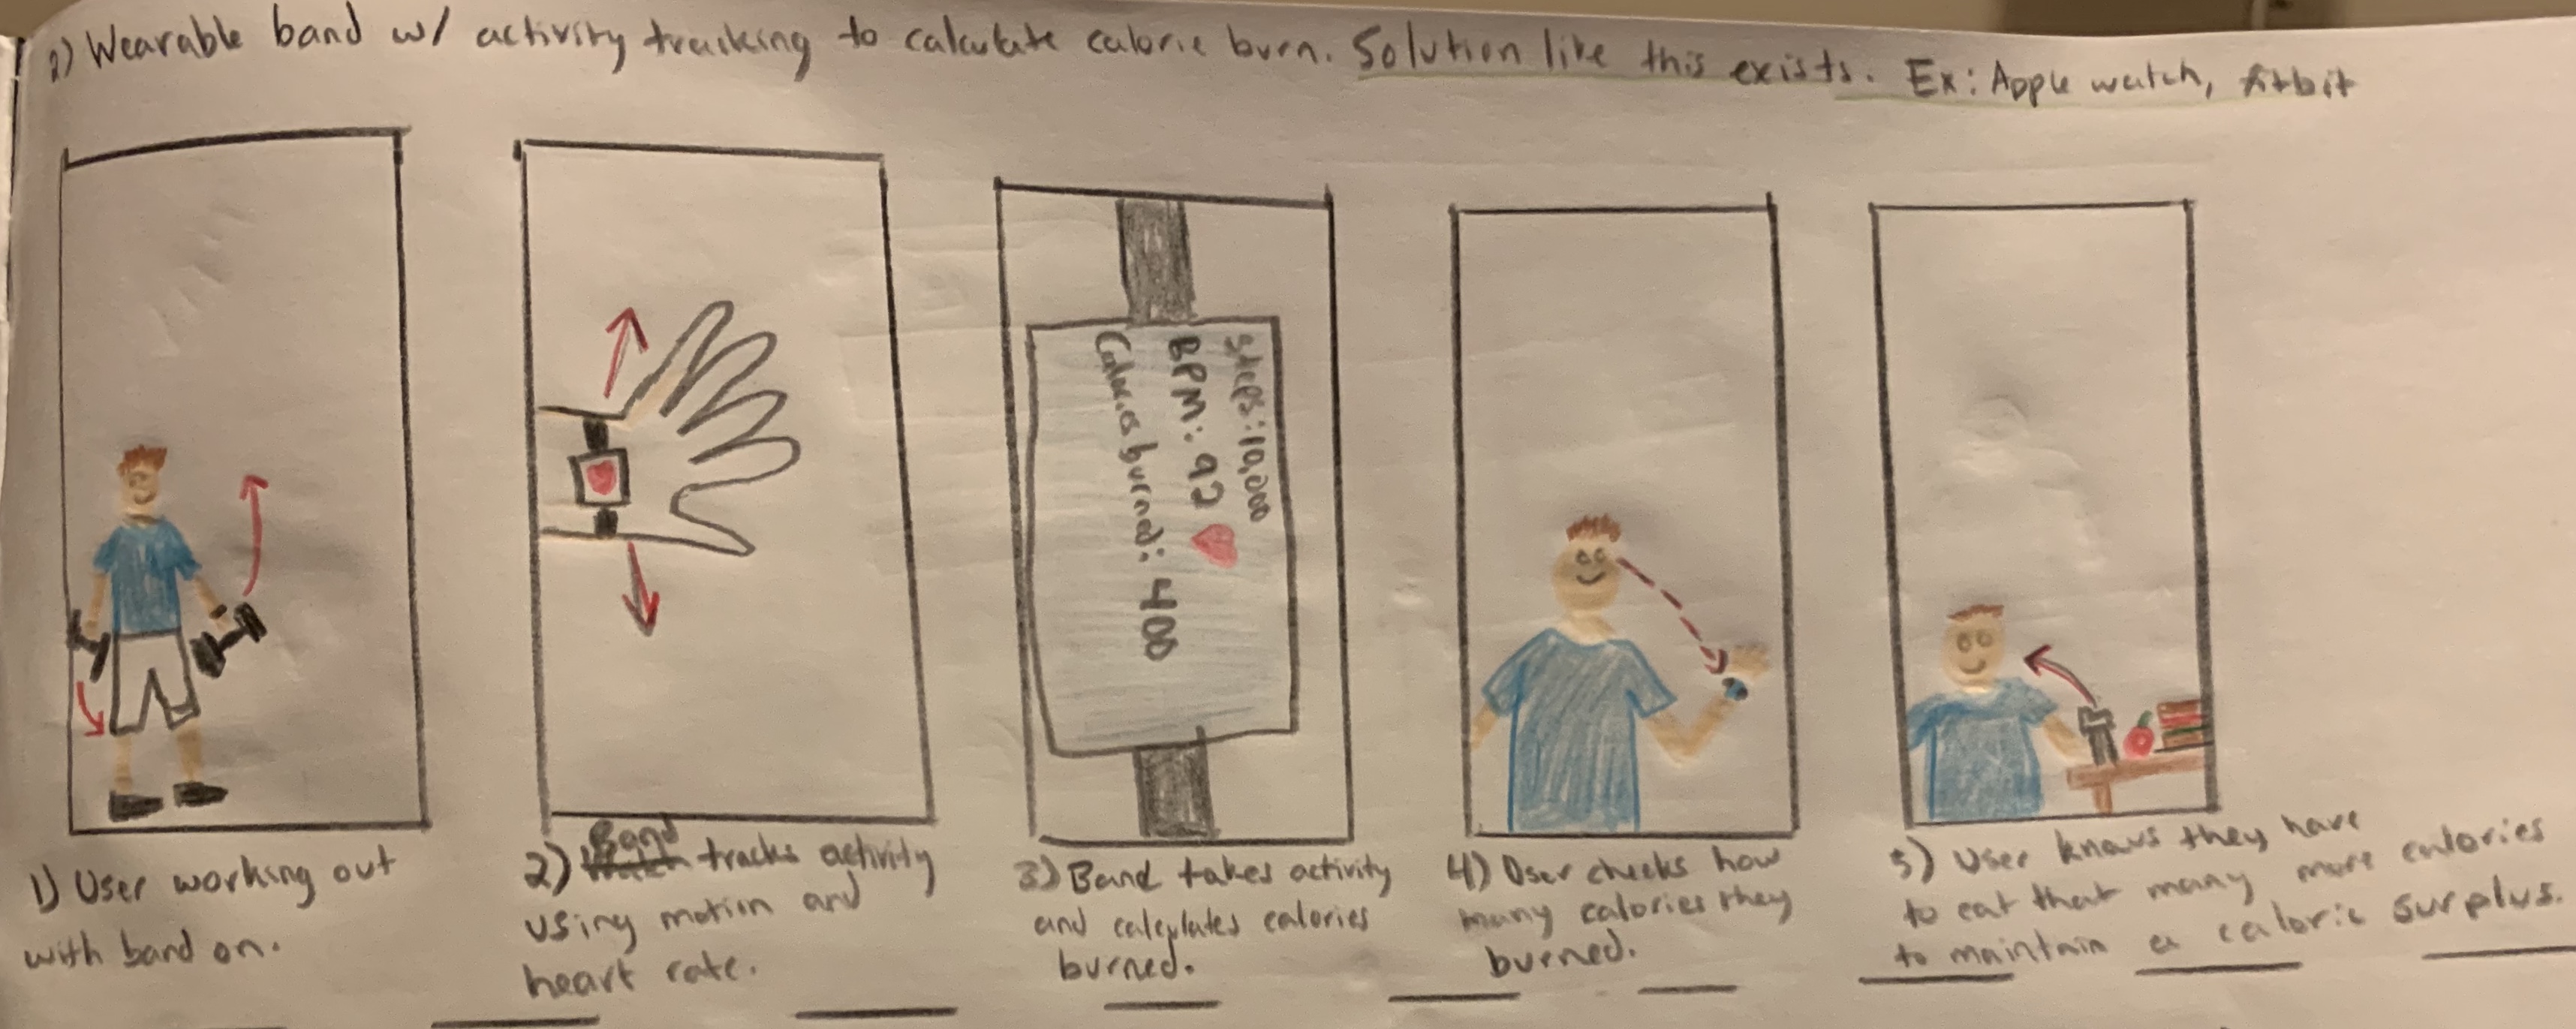 2) Wearable band w/ activity tracking to calculate calorie burn. Solution like this exists. Ex: Apple watch, fitbit
Steps: 10,000
BPM: 92
Calories burned: 400
1) User working out
with band on.
2) Band tracks activity
using motion and
heart rate.
3) Band takes activity
and calculates calories
burned.
4) User checks how
many calories they
burned.
5) User knows they have
to eat that many more calories
to maintain a caloric surplus.